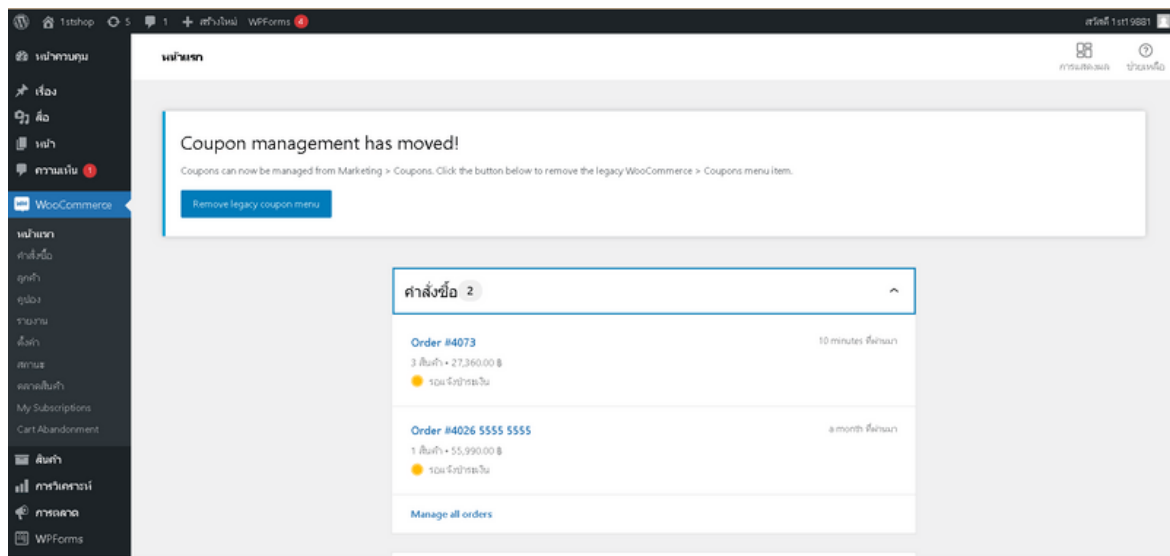 1stshop 5 1 + สร้างใหม่ WPForms 4 สวัสดี 1st19881
หน้าควบคุม
เรื่อง
สื่อ
หน้า
ความเห็น 1
WooCommerce
หน้าแรก
คำสั่งซื้อ
ลูกค้า
คูปอง
รายงาน
ตั้งค่า
สถานะ
ตลาดสินค้า
My Subscriptions
Cart Abandonment
สินค้า
การวิเคราะห์
การตลาด
WPForms
หน้าแรก
การแสดงผล ช่วยเหลือ
Coupon management has moved!
Coupons can now be managed from Marketing > Coupons. Click the button below to remove the legacy WooCommerce > Coupons menu item.
Remove legacy coupon menu
คำสั่งซื้อ 2
Order #4073 10 minutes ที่ผ่านมา
3 สินค้า • 27,360.00 ฿
รอแจ้งชำระเงิน
Order #4026 5555 5555 a month ที่ผ่านมา
1 สินค้า • 55,990.00 ฿
รอแจ้งชำระเงิน
Manage all orders